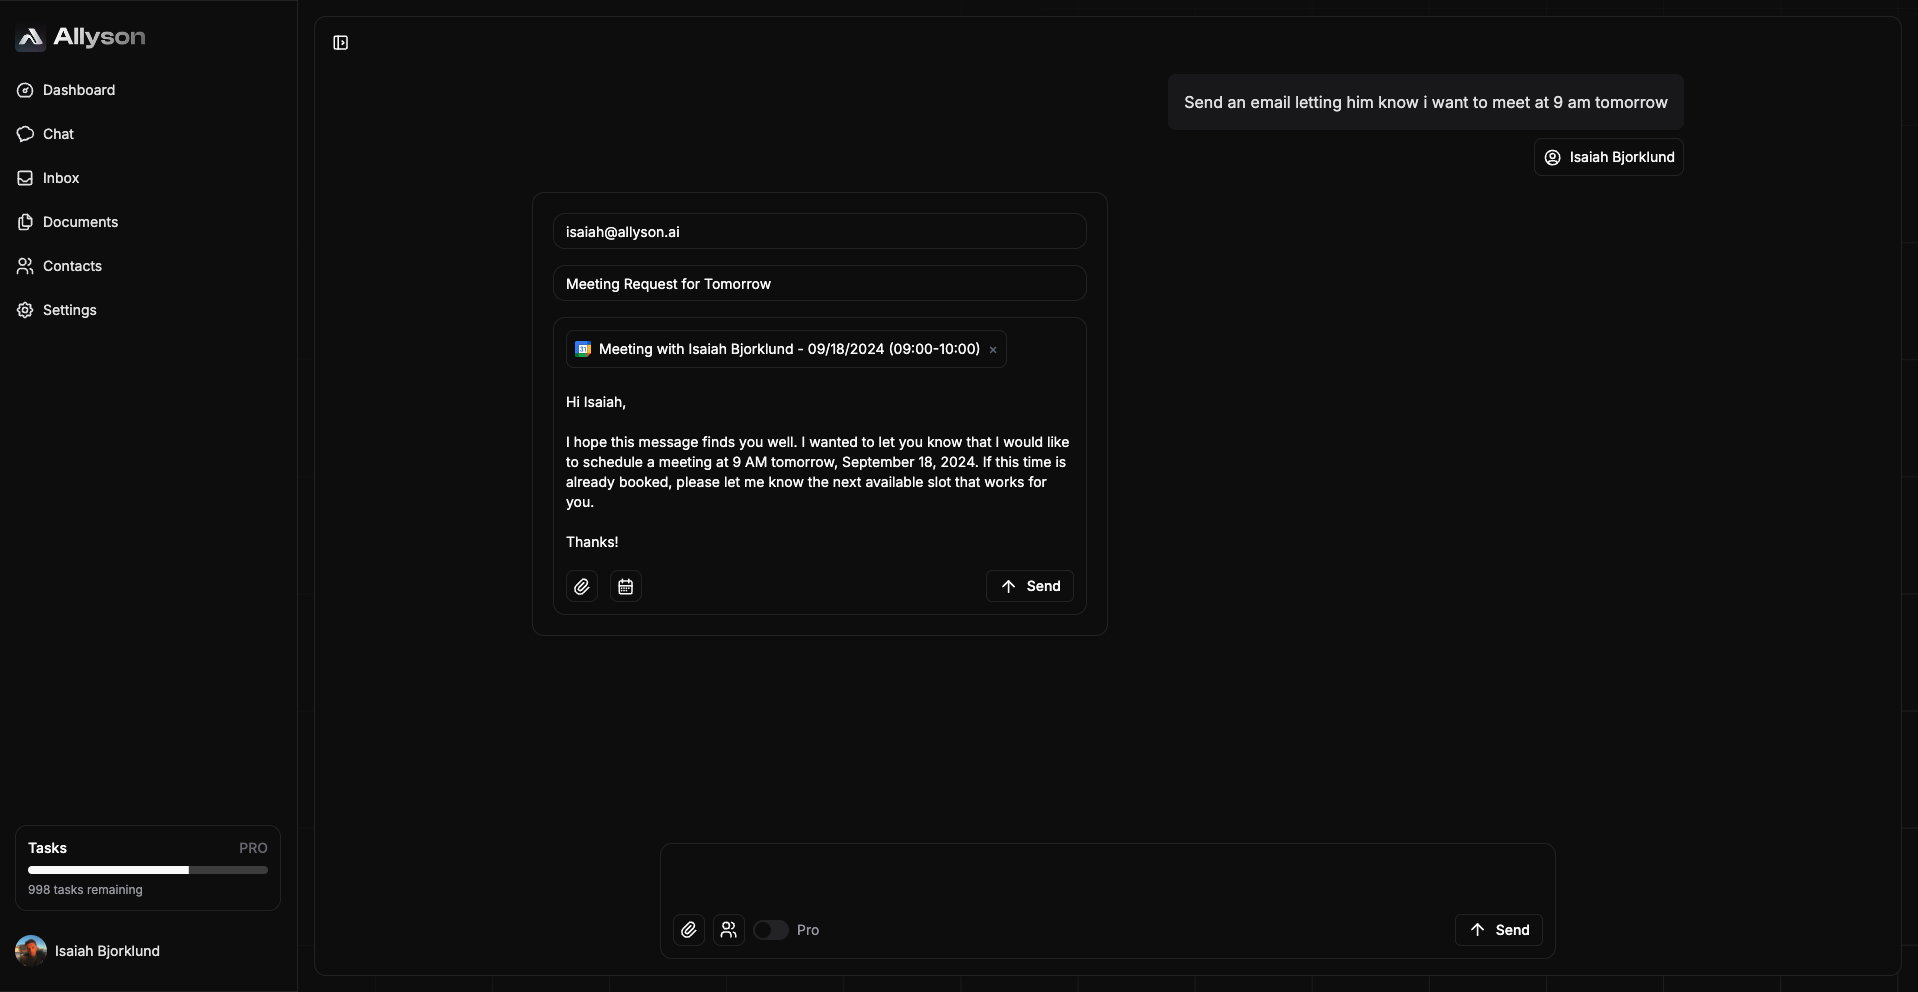 Allyson
Dashboard
Chat
Inbox
Documents
Contacts
Settings
Tasks PRO
998 tasks remaining
Isaiah Bjorklund
Send an email letting him know i want to meet at 9 am tomorrow
Isaiah Bjorklund
isaiah@allyson.ai
Meeting Request for Tomorrow
31 Meeting with Isaiah Bjorklund - 09/18/2024 (09:00-10:00) ×
Hi Isaiah,
I hope this message finds you well. I wanted to let you know that I would like
to schedule a meeting at 9 AM tomorrow, September 18, 2024. If this time is
already booked, please let me know the next available slot that works for
you.
Thanks!
Send
Pro
Send